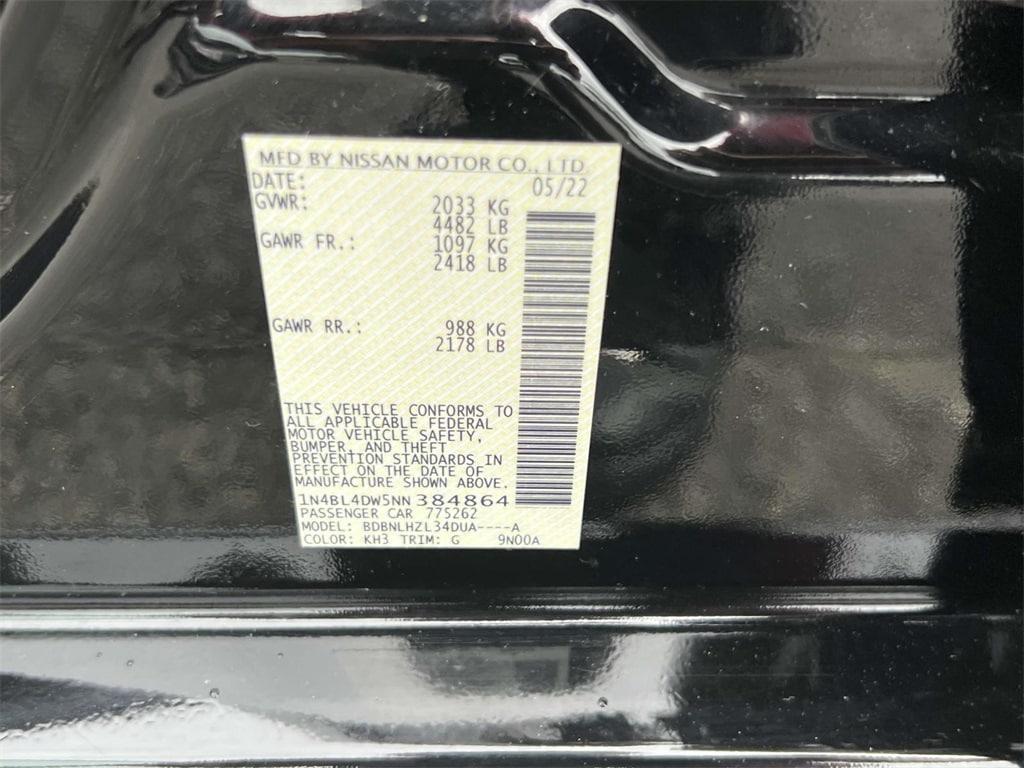 MFD BY NISSAN MOTOR CO., LTD.
DATE: 05/22
GVWR: 2033 KG
4482 LB
GAWR FR.: 1097 KG
2418 LB
GAWR RR.: 988 KG
2178 LB
THIS VEHICLE CONFORMS TO
ALL APPLICABLE FEDERAL
MOTOR VEHICLE SAFETY,
BUMPER, AND THEFT
PREVENTION STANDARDS IN
EFFECT ON THE DATE OF
MANUFACTURE SHOWN ABOVE.
1N4BL4DW5NN384864
PASSENGER CAR 775262
MODEL: BDBNLHZL34DUA----A
COLOR: KH3 TRIM: G 9N00A